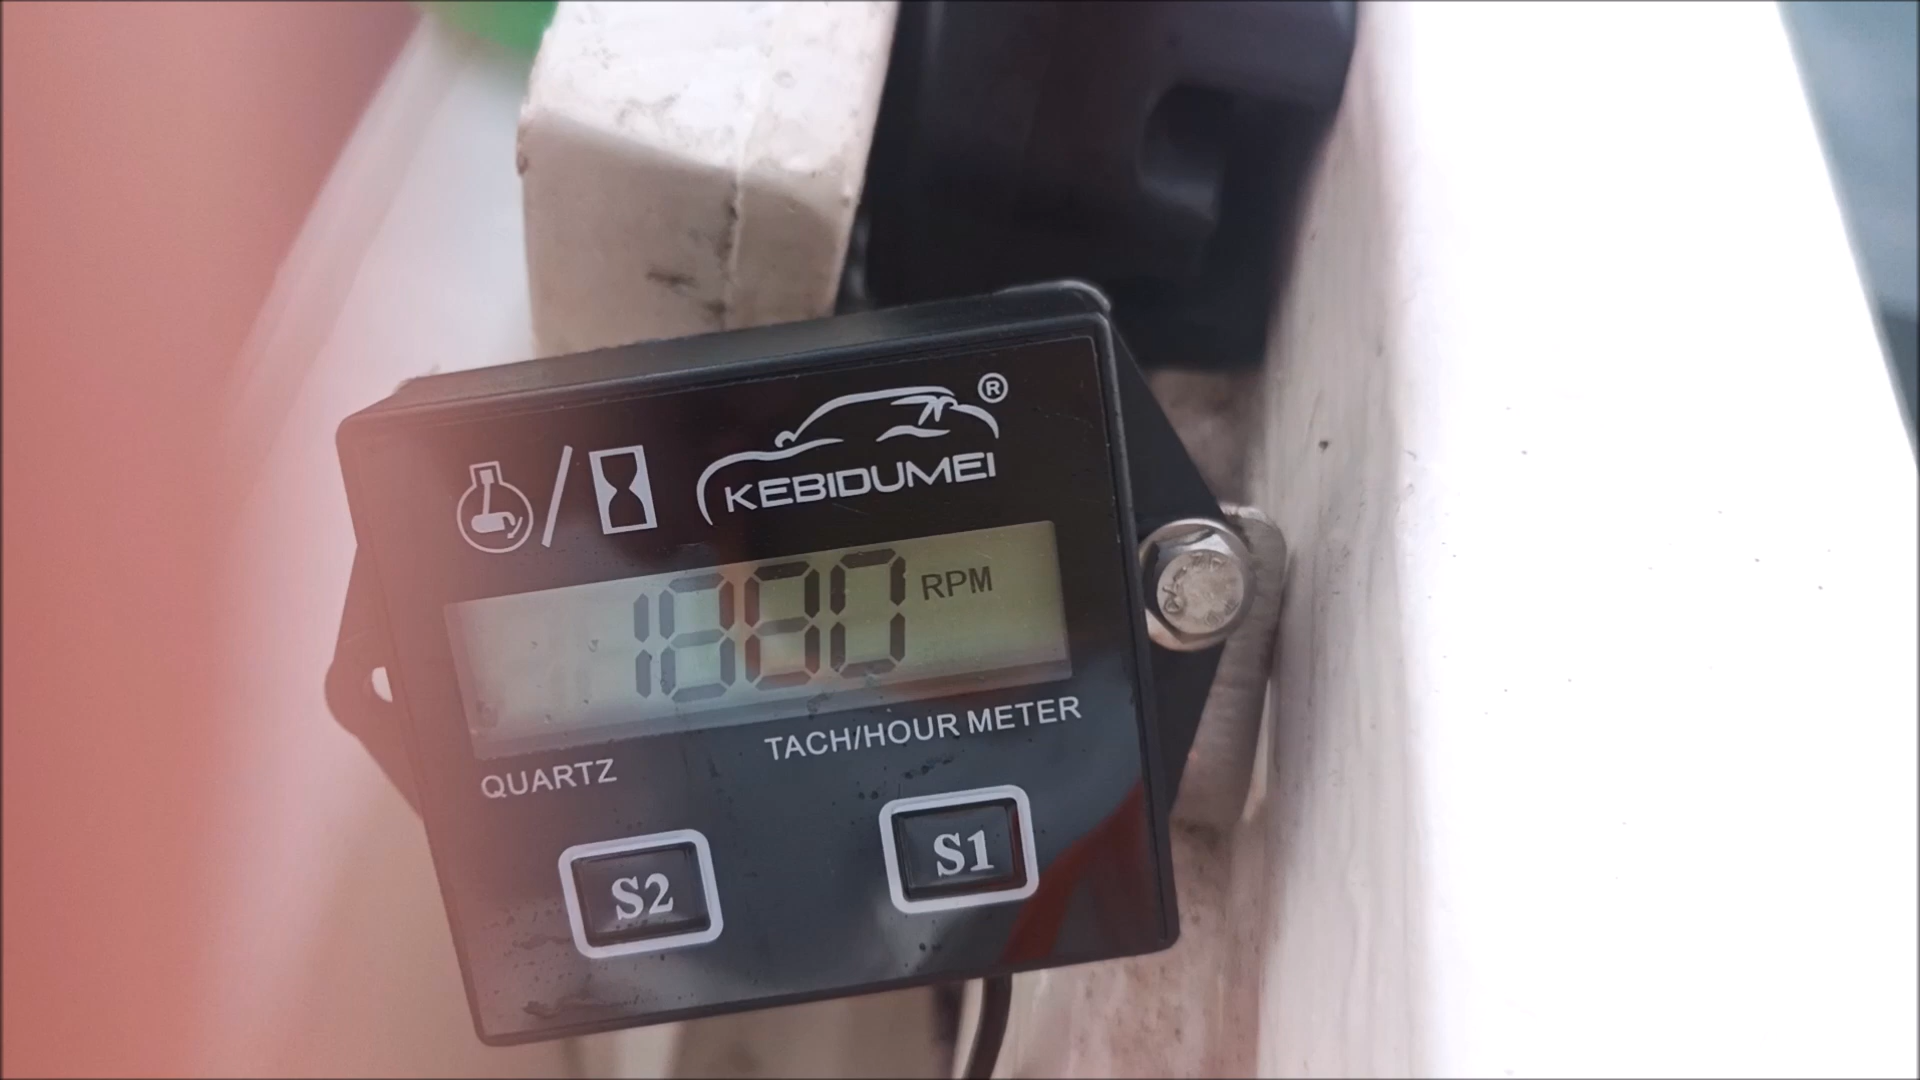 KEBIDUMEI ®
1880 RPM
TACH/HOUR METER
QUARTZ
S2
S1